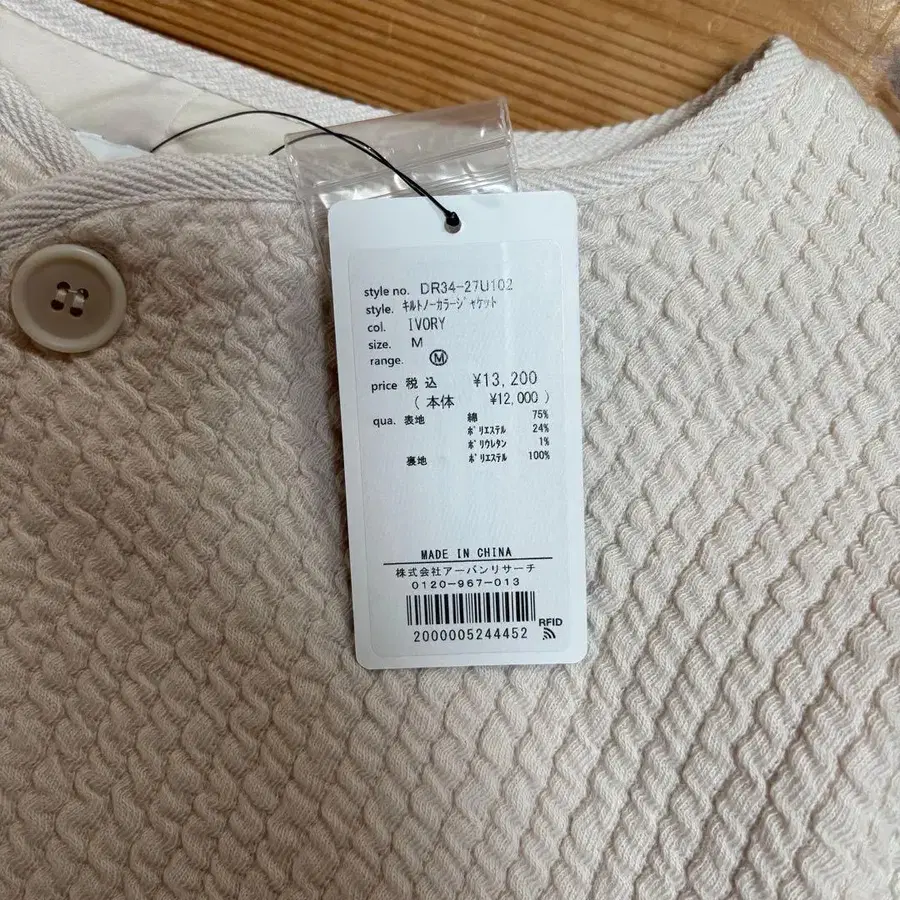 style no. DR34-27U102
style. ｷﾙﾄﾉｰｶﾗｰｼﾞｬｹｯﾄ
col. IVORY
size. M
range. Ⓜ
price 税込 ¥13,200
(本体 ¥12,000)
qua. 表地 綿 75%
ﾎﾟﾘｴｽﾃﾙ 24%
ﾎﾟﾘｳﾚﾀﾝ 1%
裏地 ﾎﾟﾘｴｽﾃﾙ 100%
MADE IN CHINA
株式会社アーバンリサーチ
0120-967-013
RFID
2000005244452